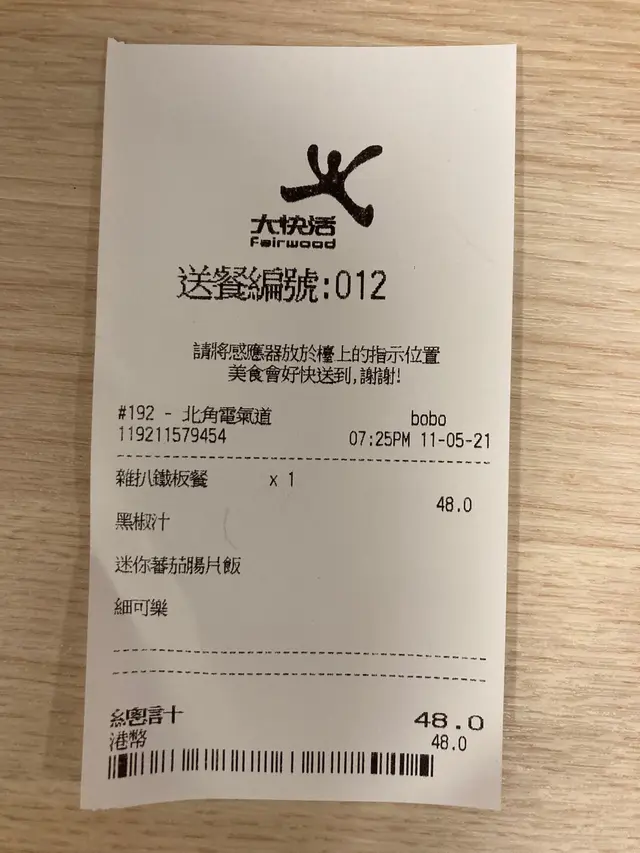 大快活
Fairwood
送餐編號:012
請將感應器放於檯上的指示位置
美食會好快送到,謝謝!
#192 - 北角電氣道 bobo
119211579454 07:25PM 11-05-21
雜扒鐵板餐 x 1
48.0
黑椒汁
迷你蕃茄腸片飯
細可樂
總計 48.0
港幣 48.0